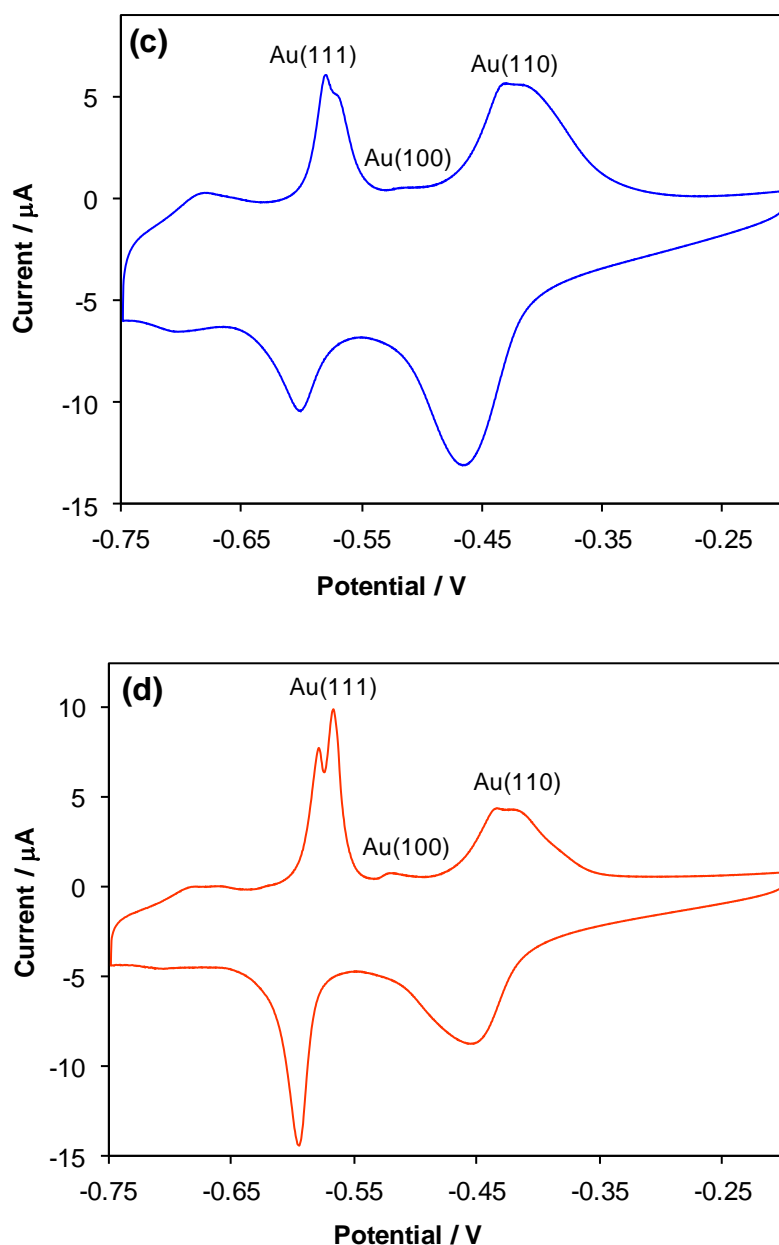 (c)
Au(111)
Au(110)
Au(100)
5
0
-5
-10
-15
Current / μA
-0.75 -0.65 -0.55 -0.45 -0.35 -0.25
Potential / V
(d)
Au(111)
Au(110)
Au(100)
10
5
0
-5
-10
-15
Current / μA
-0.75 -0.65 -0.55 -0.45 -0.35 -0.25
Potential / V